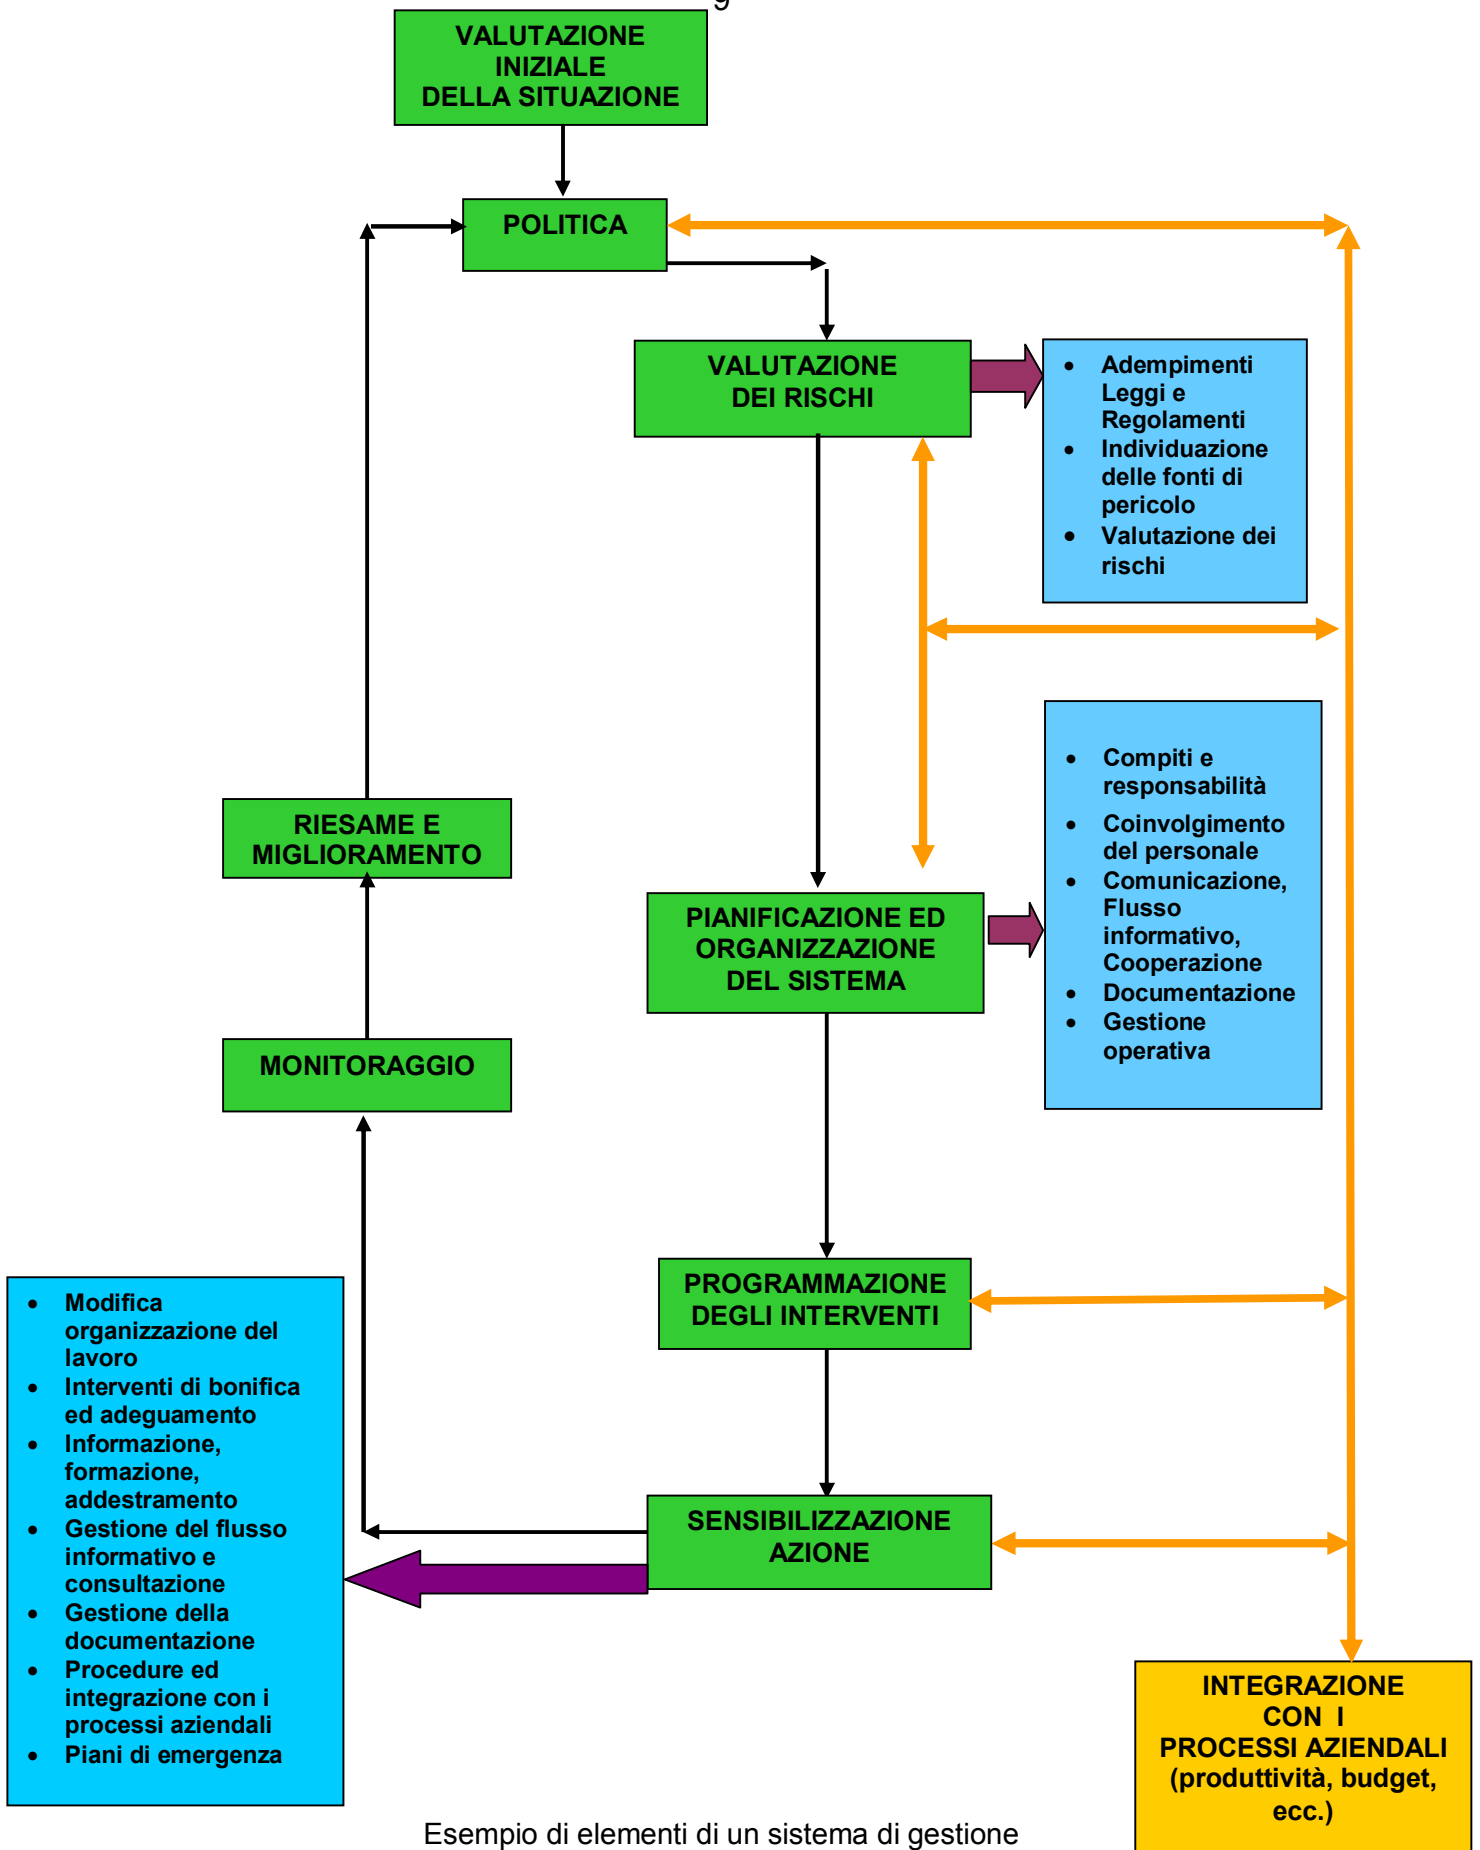 VALUTAZIONE
INIZIALE
DELLA SITUAZIONE
POLITICA
VALUTAZIONE
DEI RISCHI
• Adempimenti
Leggi e
Regolamenti
• Individuazione
delle fonti di
pericolo
• Valutazione dei
rischi
• Compiti e
responsabilità
• Coinvolgimento
del personale
• Comunicazione,
Flusso
informativo,
Cooperazione
• Documentazione
• Gestione
operativa
RIESAME E
MIGLIORAMENTO
PIANIFICAZIONE ED
ORGANIZZAZIONE
DEL SISTEMA
MONITORAGGIO
PROGRAMMAZIONE
DEGLI INTERVENTI
• Modifica
organizzazione del
lavoro
• Interventi di bonifica
ed adeguamento
• Informazione,
formazione,
addestramento
• Gestione del flusso
informativo e
consultazione
• Gestione della
documentazione
• Procedure ed
integrazione con i
processi aziendali
• Piani di emergenza
SENSIBILIZZAZIONE
AZIONE
INTEGRAZIONE
CON I
PROCESSI AZIENDALI
(produttività, budget,
ecc.)
Esempio di elementi di un sistema di gestione